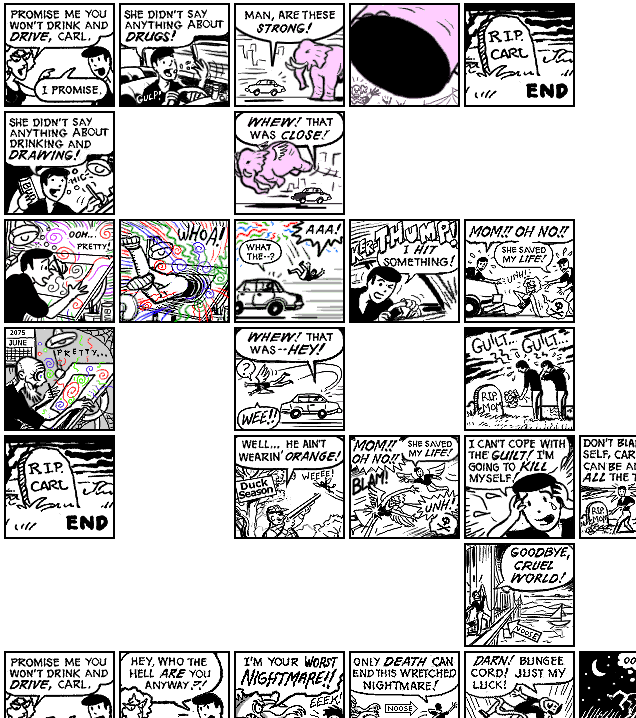 PROMISE ME YOU
WON'T DRINK AND
DRIVE, CARL.
I PROMISE.
SHE DIDN'T SAY
ANYTHING ABOUT
DRUGS!
GULP!
MAN, ARE THESE
STRONG!
R.I.P.
CARL
END
SHE DIDN'T SAY
ANYTHING ABOUT
DRINKING AND
DRAWING!
HIC!
WHEW! THAT
WAS CLOSE!
OOH...
PRETTY!
WHOA!
AAA!
WHAT
THE--?
THUMP!
I HIT
SOMETHING!
MOM!! OH NO!!
SHE SAVED
MY LIFE!
UNH!
2075
JUNE
PRETTY...
WHEW! THAT
WAS--HEY!
?
WEE!!
GUILT... GUILT...
R.I.P.
MOM
R.I.P.
CARL
END
WELL... HE AIN'T
WEARIN' ORANGE!
WEEEE!
Duck
Season
MOM!!
OH NO!!
SHE SAVED
MY LIFE!
BLAM!
UNH!
I CAN'T COPE WITH
THE GUILT! I'M
GOING TO KILL
MYSELF!
DON'T
SELF, CAR
CAN BE
ALL THE
R.I.P.
MOM
GOODBYE,
CRUEL
WORLD!
NOOSE
PROMISE ME YOU
WON'T DRINK AND
DRIVE, CARL.
HEY, WHO THE
HELL ARE YOU
ANYWAY?!
I'M YOUR WORST
NIGHTMARE!!
EEEK!
ONLY DEATH CAN
END THIS WRETCHED
NIGHTMARE!
NOOSE
DARN! BUNGEE
CORD! JUST MY
LUCK!